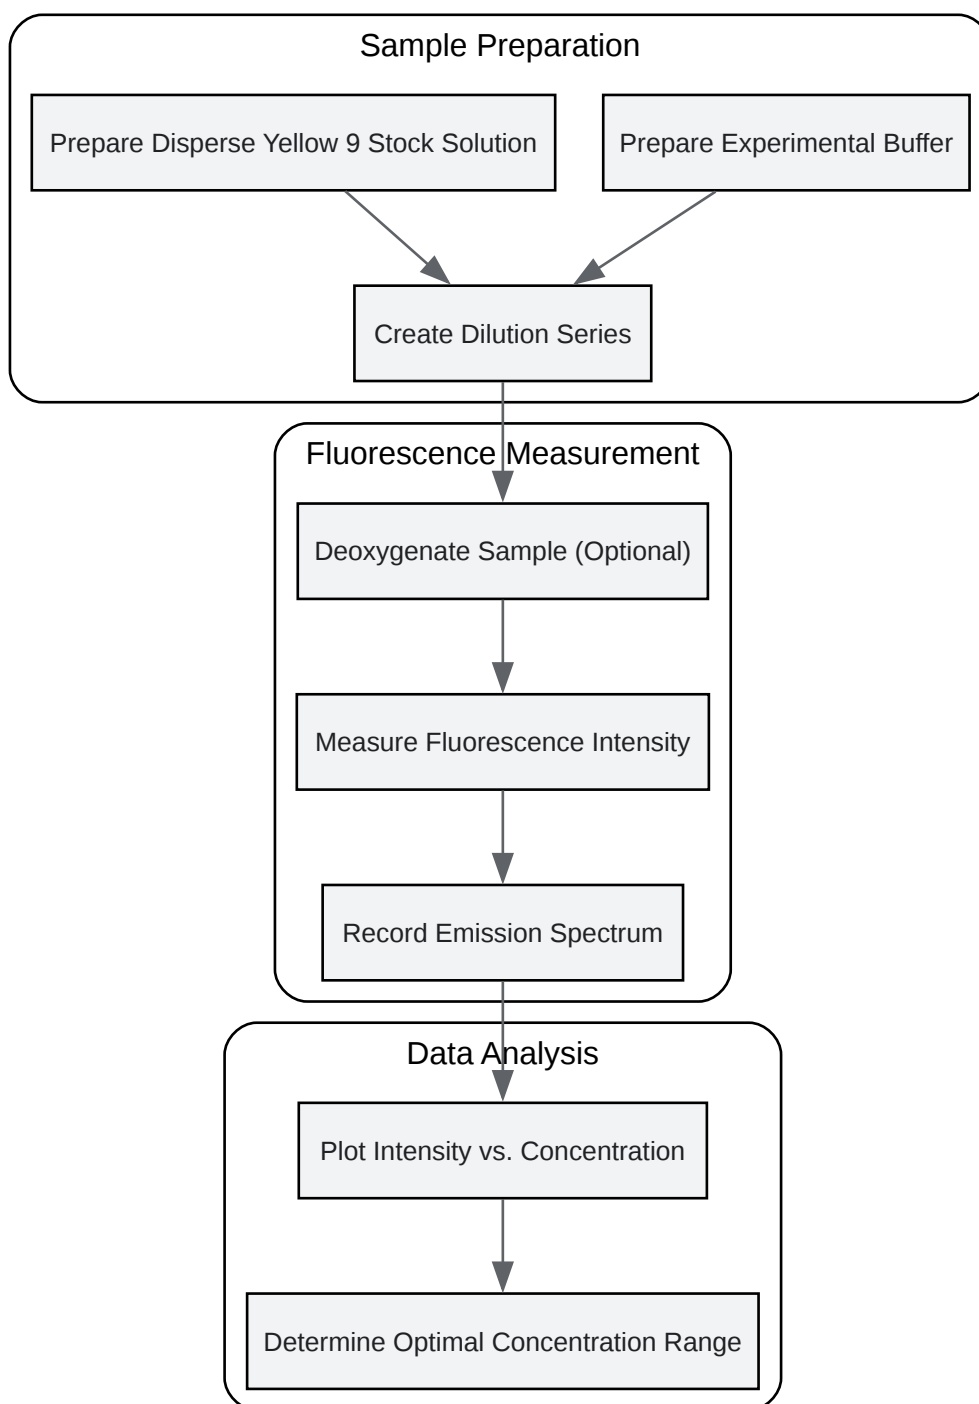 Sample Preparation
Prepare Disperse Yellow 9 Stock Solution
Prepare Experimental Buffer
Create Dilution Series
Fluorescence Measurement
Deoxygenate Sample (Optional)
Measure Fluorescence Intensity
Record Emission Spectrum
Data Analysis
Plot Intensity vs. Concentration
Determine Optimal Concentration Range